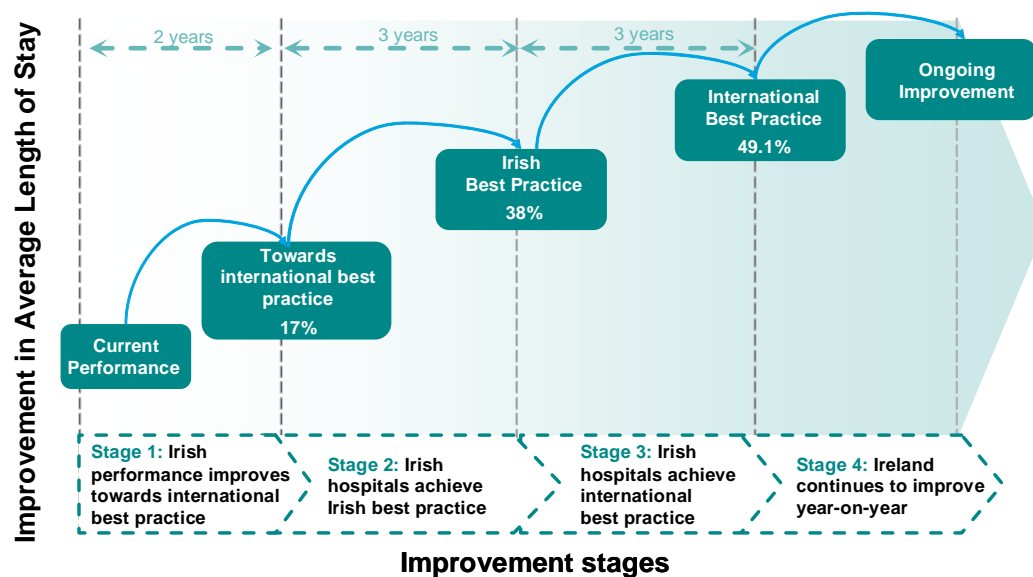 Improvement in Average Length of Stay
2 years
3 years
3 years
Current
Performance
Towards
international best
practice
17%
Irish
Best Practice
38%
International
Best Practice
49.1%
Ongoing
Improvement
Stage 1: Irish
performance improves
towards international
best practice
Stage 2: Irish
hospitals achieve
Irish best practice
Stage 3: Irish
hospitals achieve
international
best practice
Stage 4: Ireland
continues to improve
year-on-year
Improvement stages